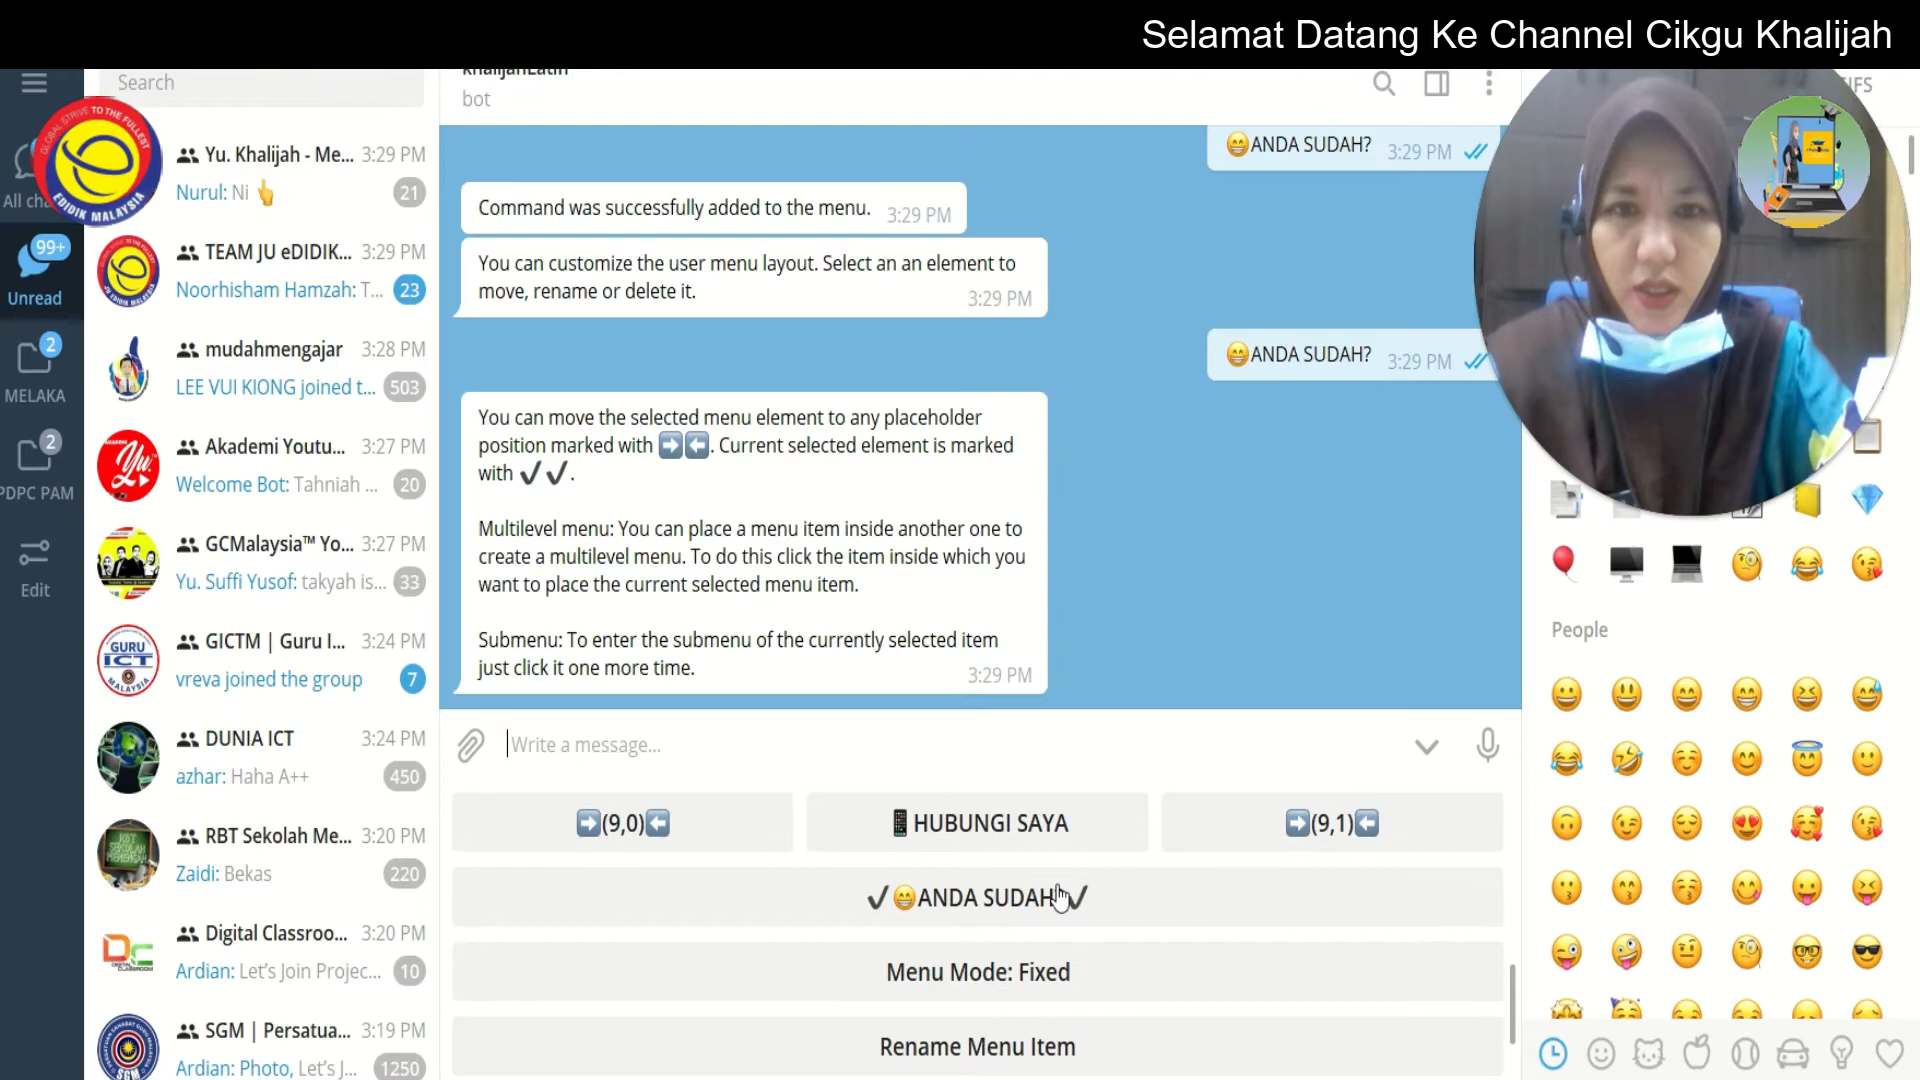 Selamat Datang Ke Channel Cikgu Khalijah
Search
bot
IFS
GLOBAL STRIVE TO THE FULLEST
EDIDIK MALAYSIA
All
99+
Unread
2
MELAKA
2
PDPC PAM
Edit
Yu. Khalijah - Me... 3:29 PM
Nurul: Ni 👆 21
TEAM JU eDIDIK... 3:29 PM
Noorhisham Hamzah: T... 23
mudahmengajar 3:28 PM
LEE VUI KIONG joined t... 503
Akademi Youtu... 3:27 PM
Welcome Bot: Tahniah ... 20
GCMalaysia™ Yo... 3:27 PM
Yu. Suffi Yusof: takyah is... 33
GICTM | Guru I... 3:24 PM
vreva joined the group 7
GURU
ICT
MALAYSIA
DUNIA ICT 3:24 PM
azhar: Haha A++ 450
RBT Sekolah Me... 3:20 PM
Zaidi: Bekas 220
Digital Classroo... 3:20 PM
Ardian: Let's Join Projec... 10
SGM | Persatua... 3:19 PM
Ardian: Photo, Let's J... 1250
😁ANDA SUDAH? 3:29 PM
Command was successfully added to the menu. 3:29 PM
You can customize the user menu layout. Select an an element to
move, rename or delete it. 3:29 PM
😁ANDA SUDAH? 3:29 PM
You can move the selected menu element to any placeholder
position marked with ➡️⬅️. Current selected element is marked
with ✔✔.
Multilevel menu: You can place a menu item inside another one to
create a multilevel menu. To do this click the item inside which you
want to place the current selected menu item.
Submenu: To enter the submenu of the currently selected item
just click it one more time. 3:29 PM
Write a message...
➡️(9,0)⬅️ 📱HUBUNGI SAYA ➡️(9,1)⬅️
✔😁ANDA SUDAH ✔
Menu Mode: Fixed
Rename Menu Item
People